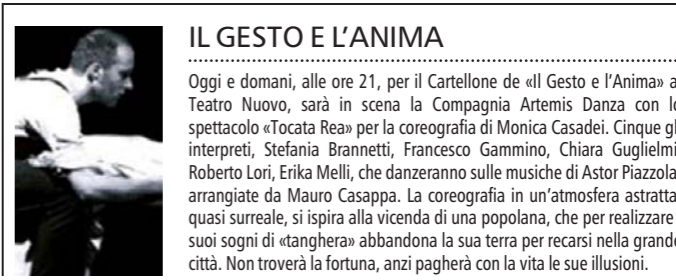 IL GESTO E L'ANIMA
Oggi e domani, alle ore 21, per il Cartellone de «Il Gesto e l'Anima» a
Teatro Nuovo, sarà in scena la Compagnia Artemis Danza con lo
spettacolo «Tocata Rea» per la coreografia di Monica Casadei. Cinque gl
interpreti, Stefania Brannetti, Francesco Gammino, Chiara Guglielmi
Roberto Lori, Erika Melli, che danzeranno sulle musiche di Astor Piazzola
arrangiate da Mauro Casappa. La coreografia in un'atmosfera astratta
quasi surreale, si ispira alla vicenda di una popolana, che per realizzare
suoi sogni di «tanghera» abbandona la sua terra per recarsi nella grande
città. Non troverà la fortuna, anzi pagherà con la vita le sue illusioni.